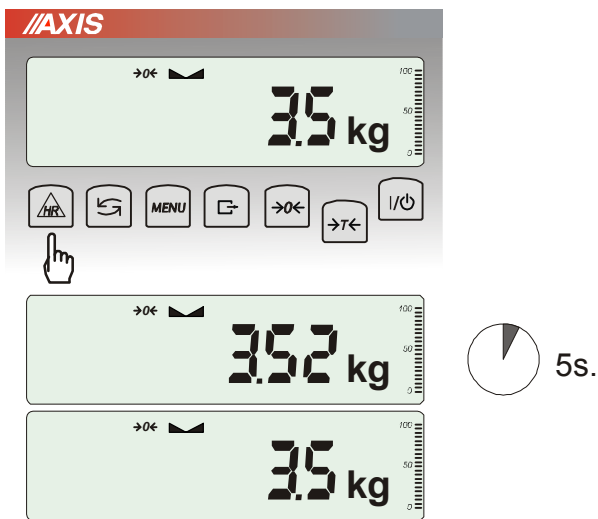 //AXIS
→0← 100
3.5 kg 50
0
HR MENU →0← →T← I/⏻
→0← 100
3.52 kg 50
0
5s.
→0← 100
3.5 kg 50
0